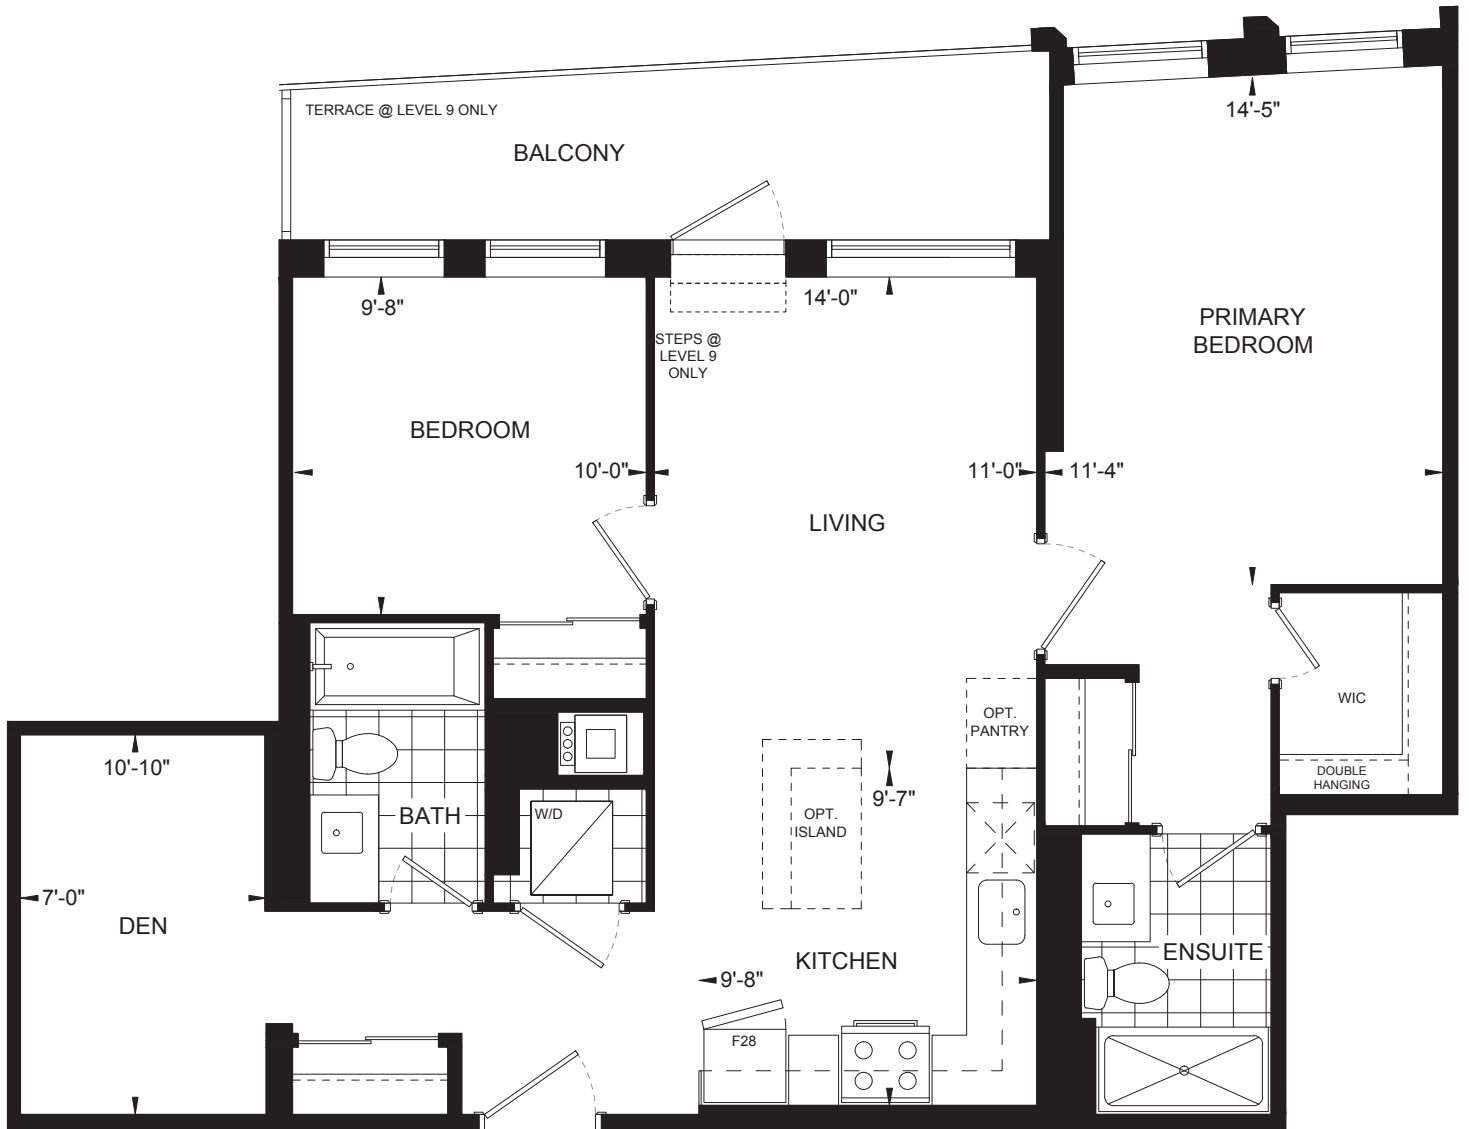 TERRACE @ LEVEL 9 ONLY
BALCONY
14'-5"
9'-8"
14'-0"
STEPS @
LEVEL 9
ONLY
PRIMARY
BEDROOM
BEDROOM
10'-0"
11'-0"
11'-4"
LIVING
OPT.
PANTRY
WIC
DOUBLE
HANGING
10'-10"
9'-7"
W/D
BATH
OPT.
ISLAND
7'-0"
DEN
KITCHEN
9'-8"
ENSUITE
F28